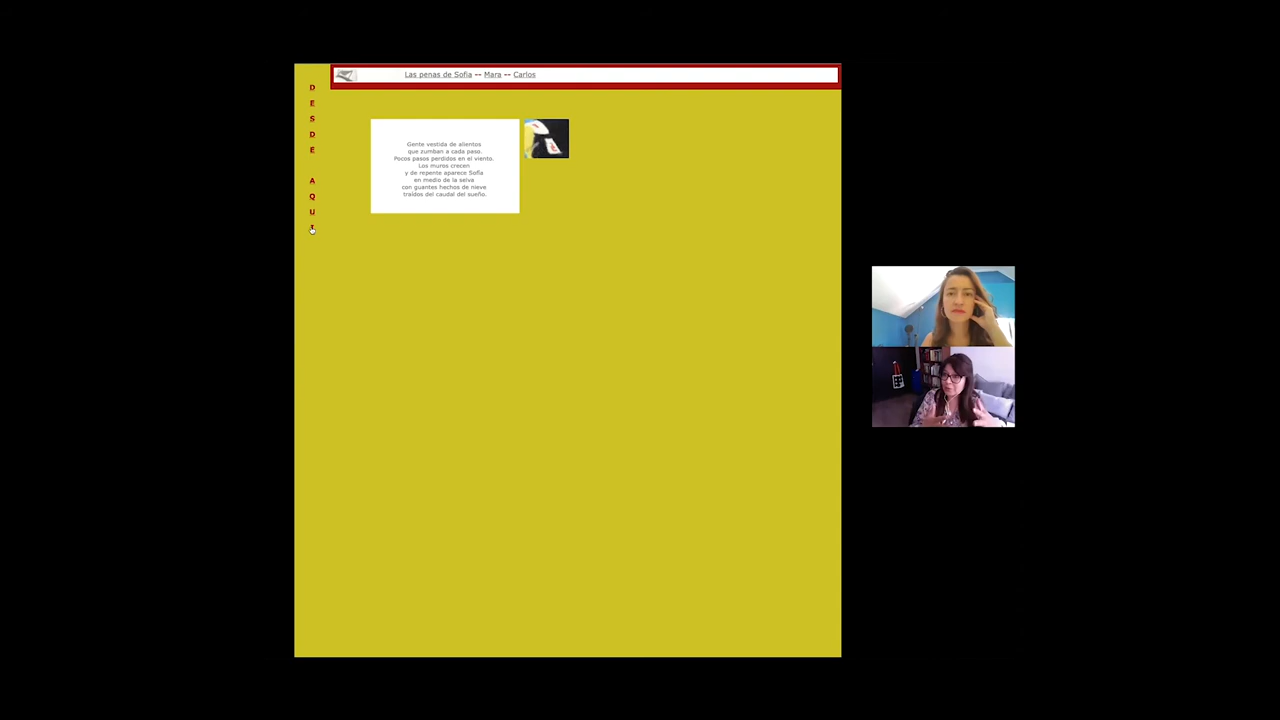 Las penas de Sofía -- Mara -- Carlos
D
E
S
D
E
A
Q
U
Í
Gente vestida de alientos
que zumban a cada paso.
Pocos pasos perdidos en el viento.
Los muros crecen
y de repente aparece Sofía
en medio de la selva
con guantes hechos de nieve
traídos del caudal del sueño.